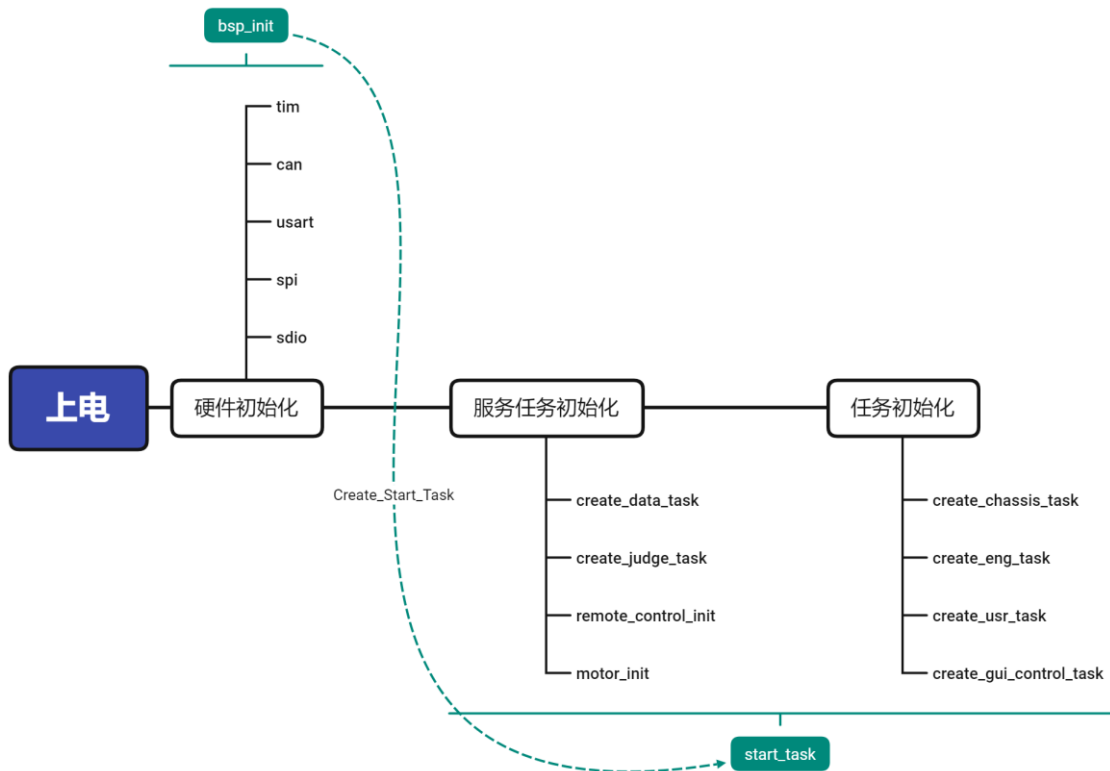 bsp_init
tim
can
usart
spi
sdio
上电
硬件初始化
服务任务初始化
任务初始化
Create_Start_Task
create_data_task
create_judge_task
remote_control_init
motor_init
create_chassis_task
create_eng_task
create_usr_task
create_gui_control_task
start_task